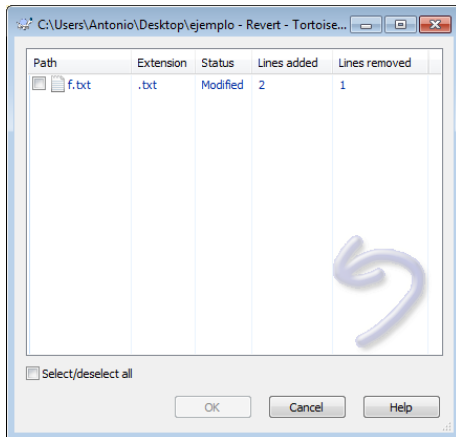 C:\Users\Antonio\Desktop\ejemplo - Revert - Tortoise...
Path Extension Status Lines added Lines removed
f.txt .txt Modified 2 1
Select/deselect all
OK Cancel Help